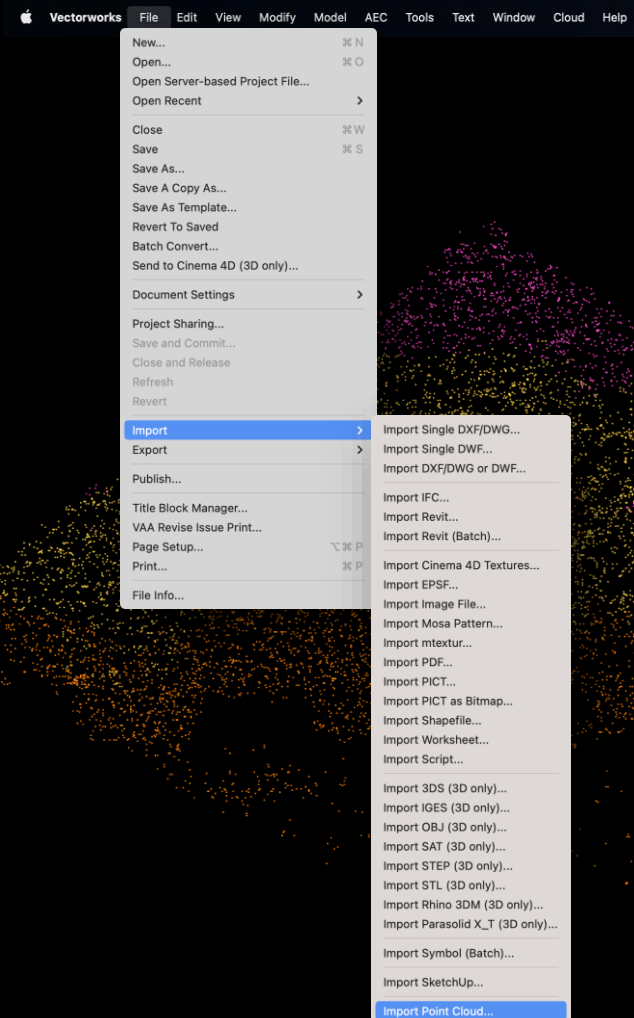 Vectorworks File Edit View Modify Model AEC Tools Text Window Cloud Help
New... ⌘ N
Open... ⌘ O
Open Server-based Project File...
Open Recent
Close ⌘ W
Save ⌘ S
Save As...
Save A Copy As...
Save As Template...
Revert To Saved
Batch Convert...
Send to Cinema 4D (3D only)...
Document Settings
Project Sharing...
Save and Commit...
Close and Release
Refresh
Revert
Import
Export
Publish...
Title Block Manager...
VAA Revise Issue Print...
Page Setup... ⌥ ⌘ P
Print... ⌘ P
File Info...
Import Single DXF/DWG...
Import Single DWF...
Import DXF/DWG or DWF...
Import IFC...
Import Revit...
Import Revit (Batch)...
Import Cinema 4D Textures...
Import EPSF...
Import Image File...
Import Mosa Pattern...
Import mtextur...
Import PDF...
Import PICT...
Import PICT as Bitmap...
Import Shapefile...
Import Worksheet...
Import Script...
Import 3DS (3D only)...
Import IGES (3D only)...
Import OBJ (3D only)...
Import SAT (3D only)...
Import STEP (3D only)...
Import STL (3D only)...
Import Rhino 3DM (3D only)...
Import Parasolid X_T (3D only)...
Import Symbol (Batch)...
Import SketchUp...
Import Point Cloud...